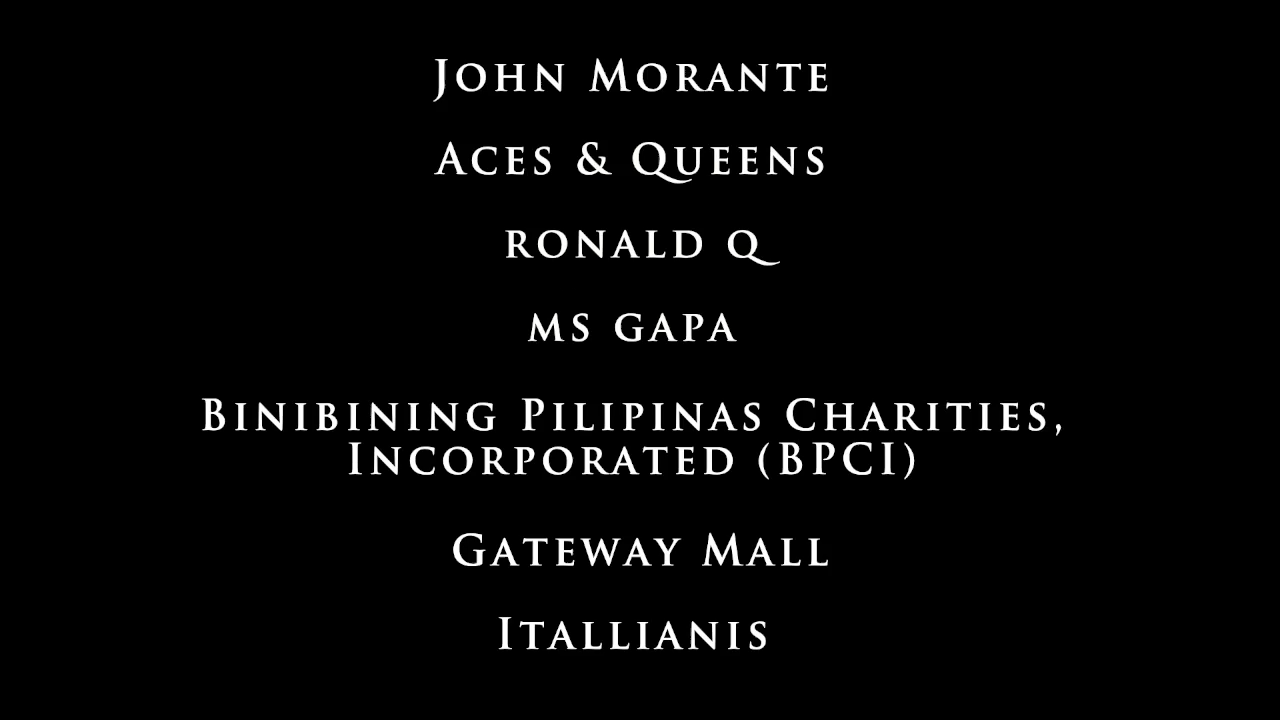 John Morante
Aces & Queens
RONALD Q
MS GAPA
Binibining Pilipinas Charities,
Incorporated (BPCI)
Gateway Mall
Itallianis